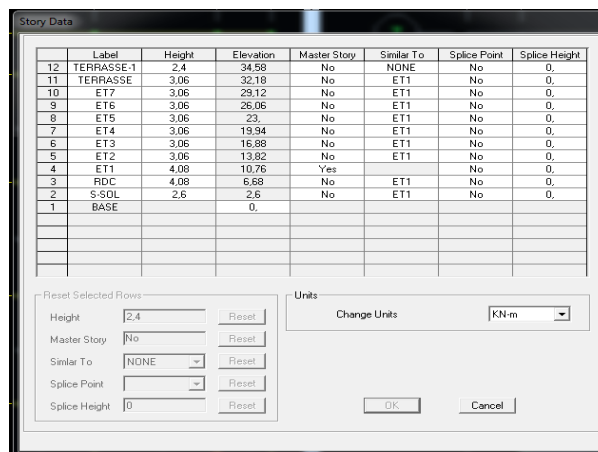 Story Data
Label Height Elevation Master Story Similar To Splice Point Splice Height
12 TERRASSE-1 2,4 34,58 No NONE No 0,
11 TERRASSE 3,06 32,18 No ET1 No 0,
10 ET7 3,06 29,12 No ET1 No 0,
9 ET6 3,06 26,06 No ET1 No 0,
8 ET5 3,06 23, No ET1 No 0,
7 ET4 3,06 19,94 No ET1 No 0,
6 ET3 3,06 16,88 No ET1 No 0,
5 ET2 3,06 13,82 No ET1 No 0,
4 ET1 4,08 10,76 Yes No 0,
3 RDC 4,08 6,68 No ET1 No 0,
2 S-SOL 2,6 2,6 No ET1 No 0,
1 BASE 0,
Reset Selected Rows
Height 2,4 Reset
Master Story No Reset
Simlar To NONE Reset
Splice Point Reset
Splice Height 0 Reset
Units
Change Units KN-m
OK Cancel